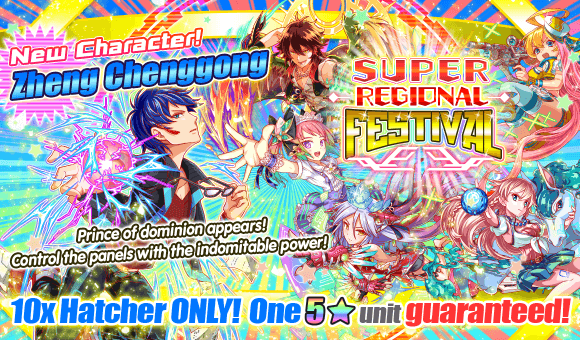 New Character!
Zheng Chenggong
SUPER
REGIONAL
FESTIVAL
Prince of dominion appears!
Control the panels with the indomitable power!
10x Hatcher ONLY! One 5★ unit guaranteed!